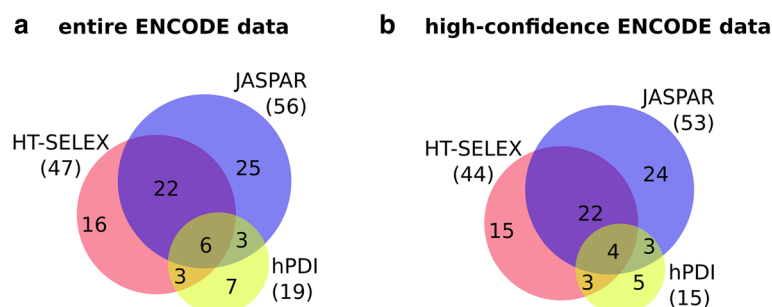 a entire ENCODE data
JASPAR
(56)
HT-SELEX
(47)
25
22
16
6
3
3
7
hPDI
(19)
b high-confidence ENCODE data
JASPAR
(53)
HT-SELEX
(44)
24
22
15
4
3
3
5
hPDI
(15)